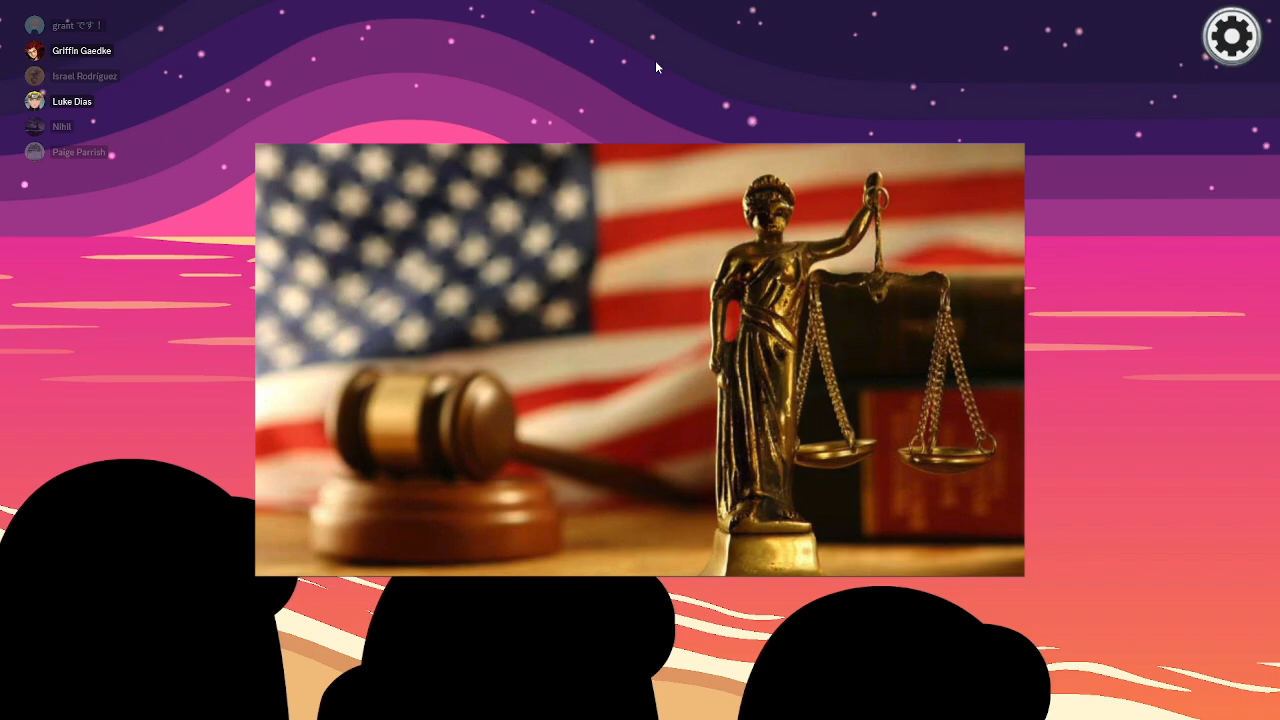 grant です！
Griffin Gaedke
Israel Rodriguez
Luke Dias
Nihil
Paige Parrish